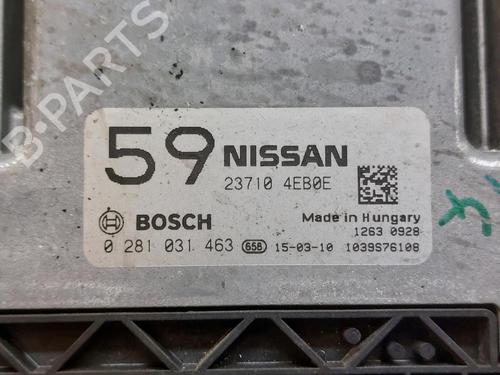 B-PARTS
59 NISSAN
23710 4EB0E
BOSCH
Made in Hungary
1263 0928
0 281 031 463 658 15-03-10 1039S76108